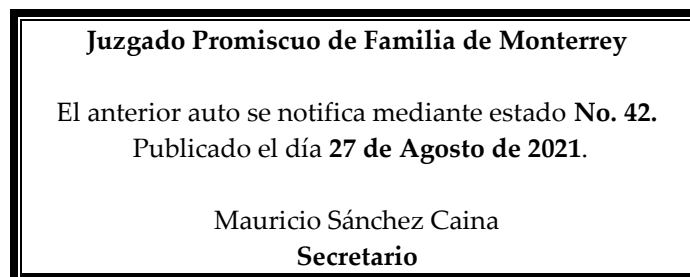 Juzgado Promiscuo de Familia de Monterrey
El anterior auto se notifica mediante estado No. 42.
Publicado el día 27 de Agosto de 2021.
Mauricio Sánchez Caina
Secretario